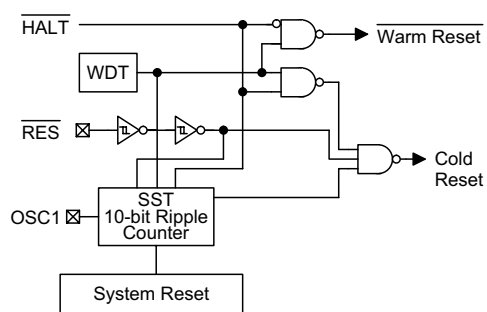 HALT
Warm Reset
WDT
RES
Cold
Reset
SST
OSC1
10-bit Ripple
Counter
System Reset